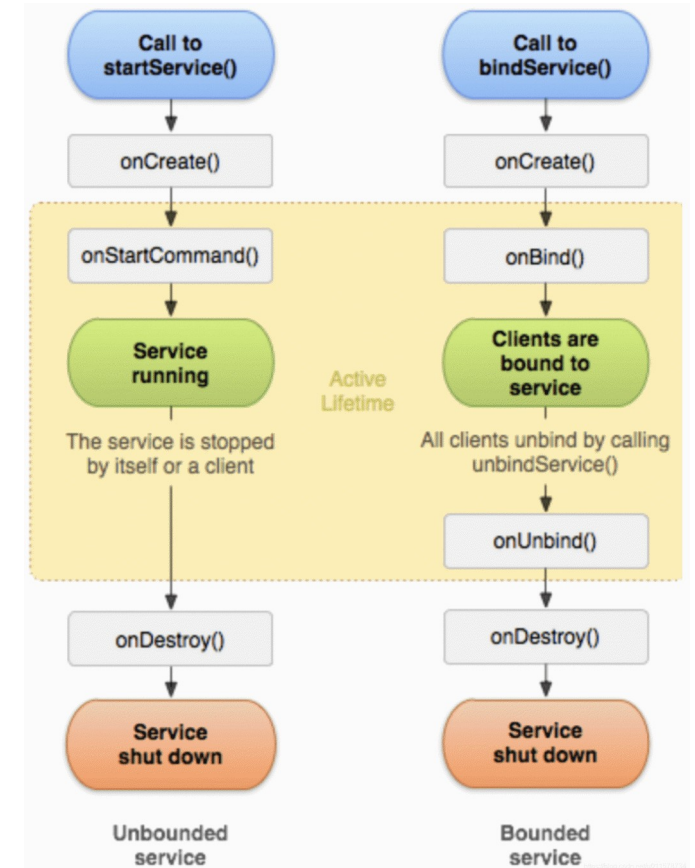 Call to
startService()
onCreate()
onStartCommand()
Service
running
The service is stopped
by itself or a client
onDestroy()
Service
shut down
Unbounded
service
Active
Lifetime
Call to
bindService()
onCreate()
onBind()
Clients are
bound to
service
All clients unbind by calling
unbindService()
onUnbind()
onDestroy()
Service
shut down
Bounded
service